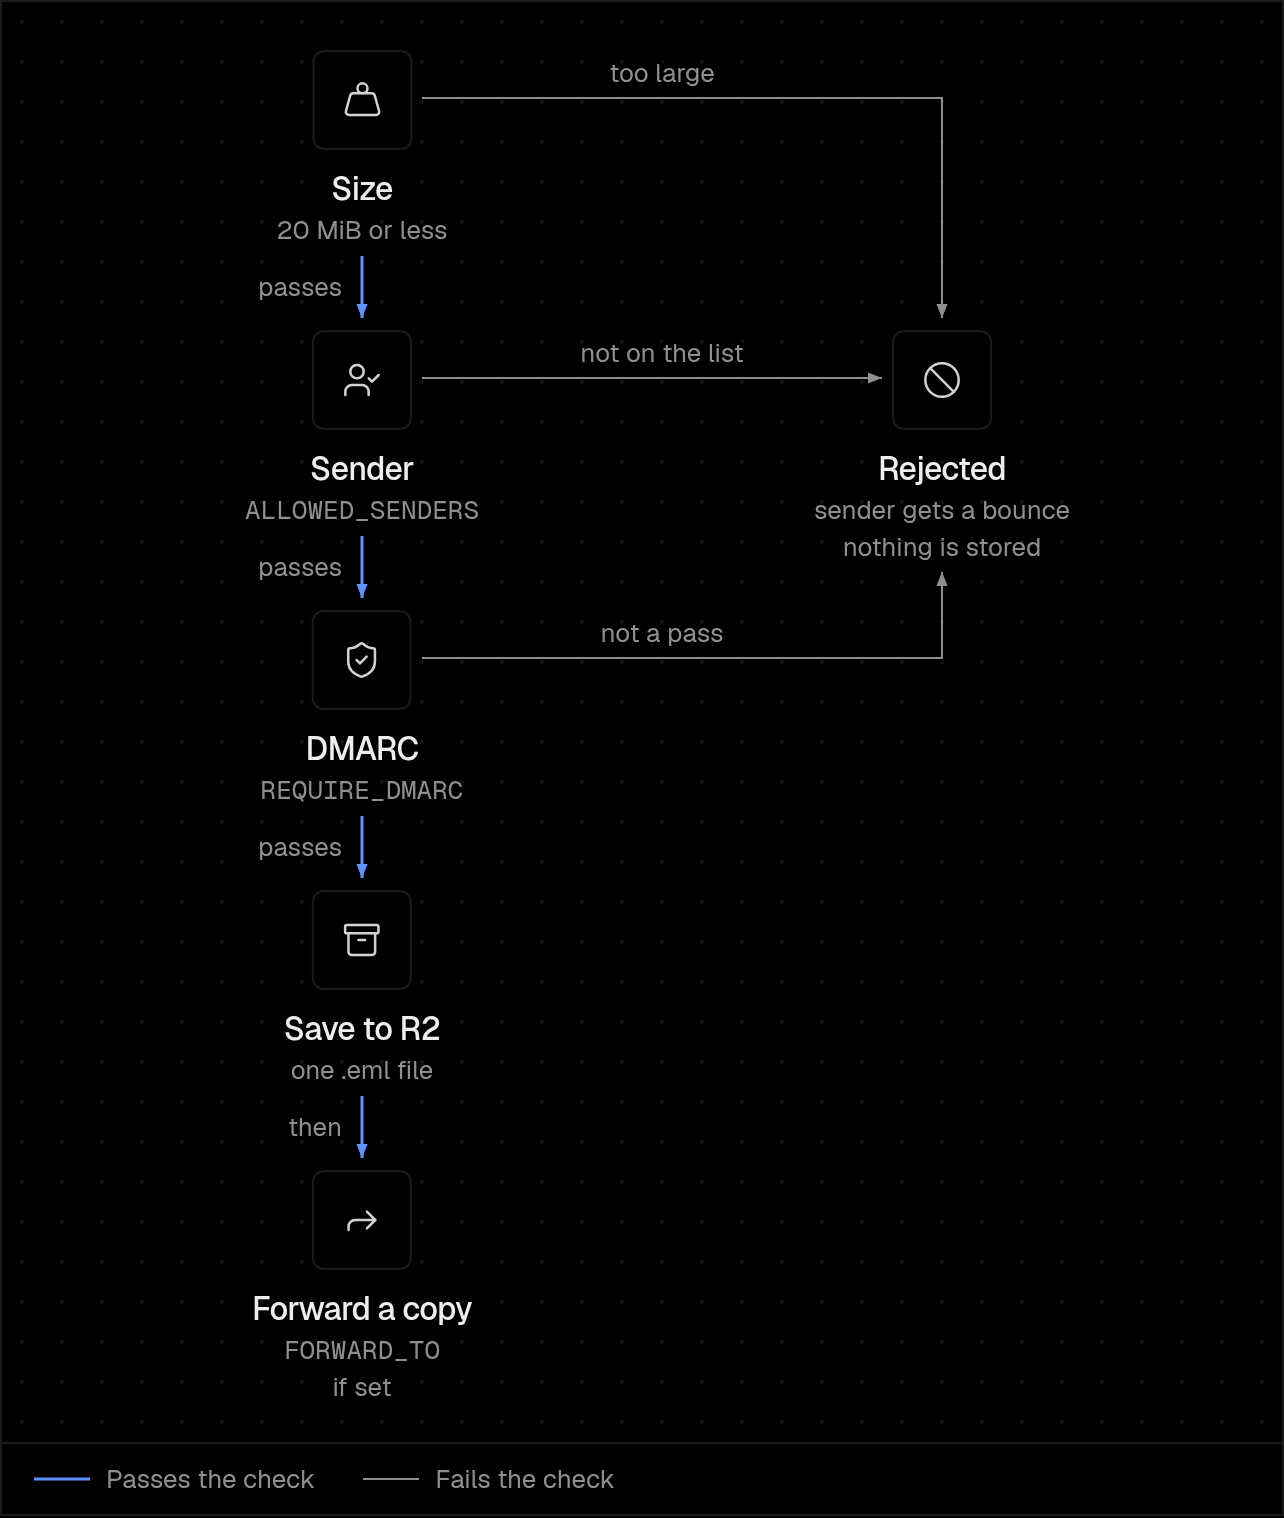 too large
Size
20 MiB or less
passes
not on the list
Sender
ALLOWED_SENDERS
Rejected
sender gets a bounce
nothing is stored
passes
not a pass
DMARC
REQUIRE_DMARC
passes
Save to R2
one .eml file
then
Forward a copy
FORWARD_TO
if set
Passes the check
Fails the check